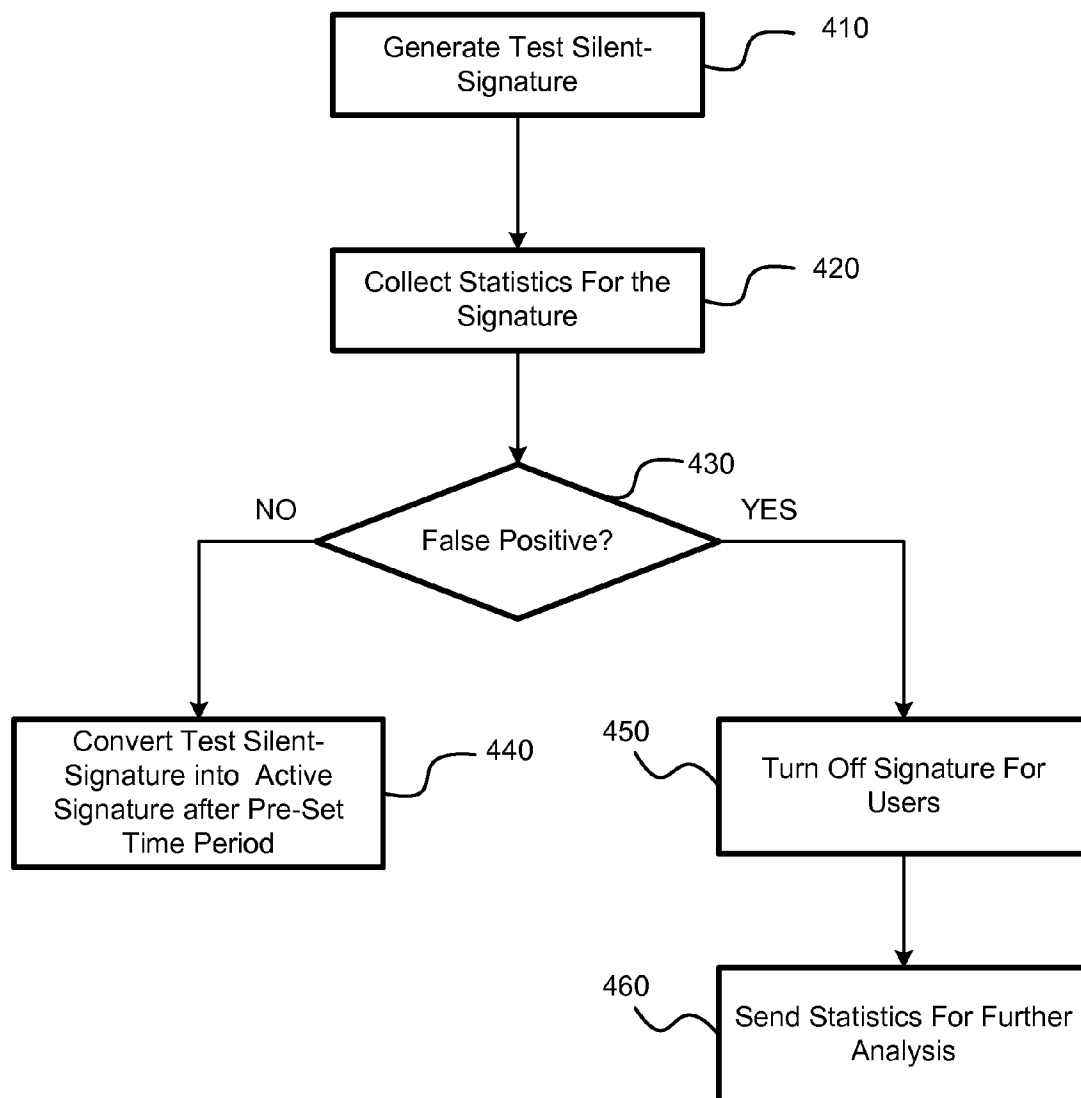 Generate Test Silent-
Signature
410
Collect Statistics For the
Signature
420
430
False Positive?
NO
YES
Convert Test Silent-
Signature into  Active
Signature after Pre-Set
Time Period
440
450
Turn Off Signature For
Users
460
Send Statistics For Further
Analysis